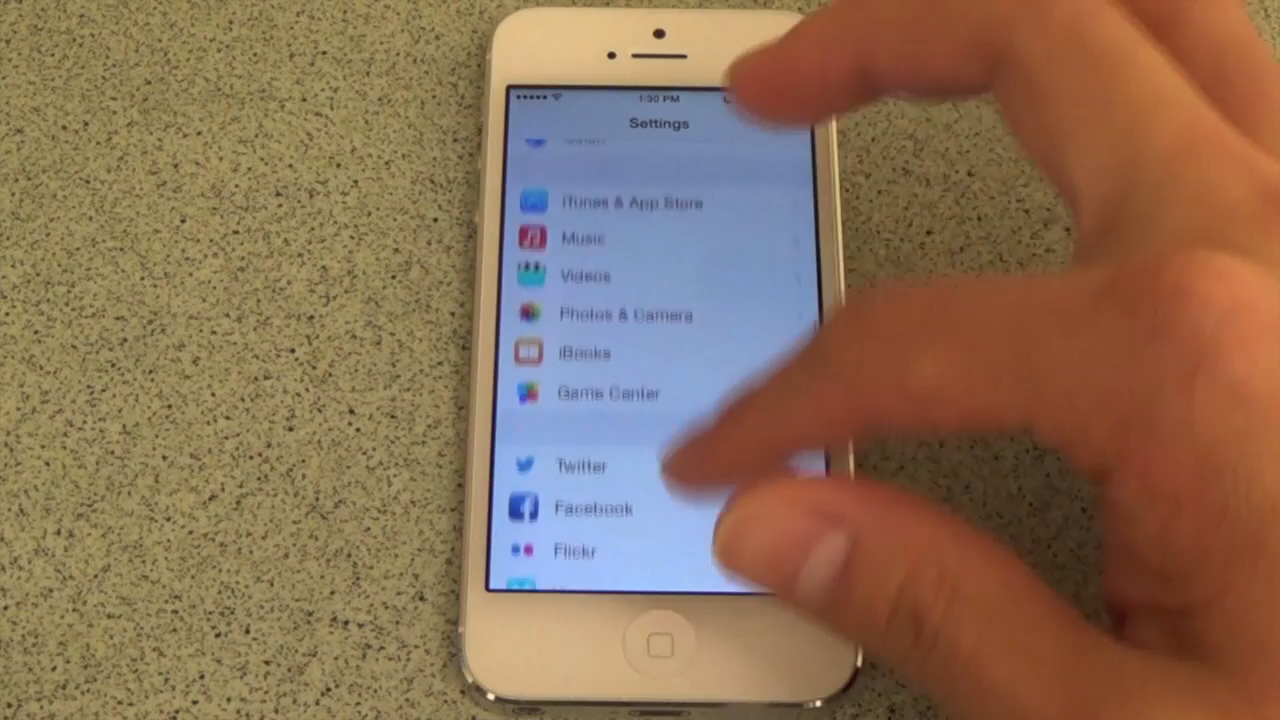 1:30 PM
Settings
iTunes & App Store
Music
Videos
Photos & Camera
iBooks
Game Center
Twitter
Facebook
Flickr